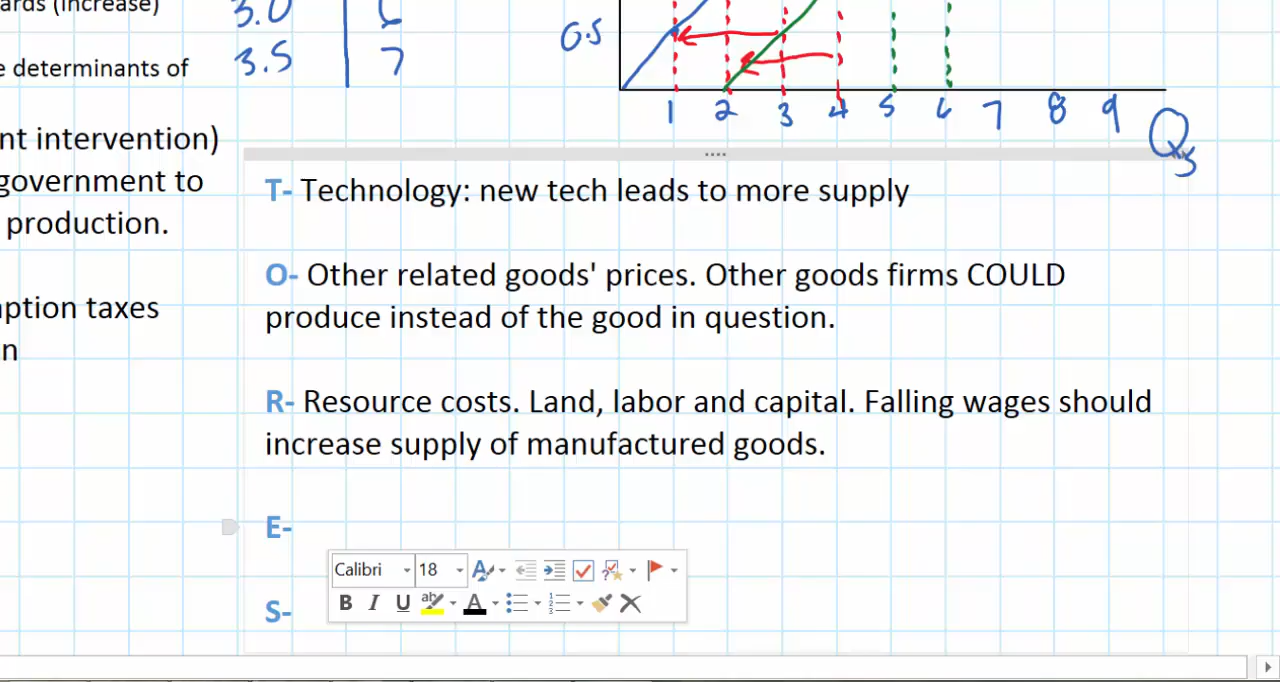 ards (increase)
3.0 6
3.5 7
e determinants of
nt intervention)
government to
production.
ption taxes
n
0.5
1 2 3 4 5 6 7 8 9 Qs
T- Technology: new tech leads to more supply
O- Other related goods' prices. Other goods firms COULD
produce instead of the good in question.
R- Resource costs. Land, labor and capital. Falling wages should
increase supply of manufactured goods.
E-
S-
Calibri 18
B I U ab A